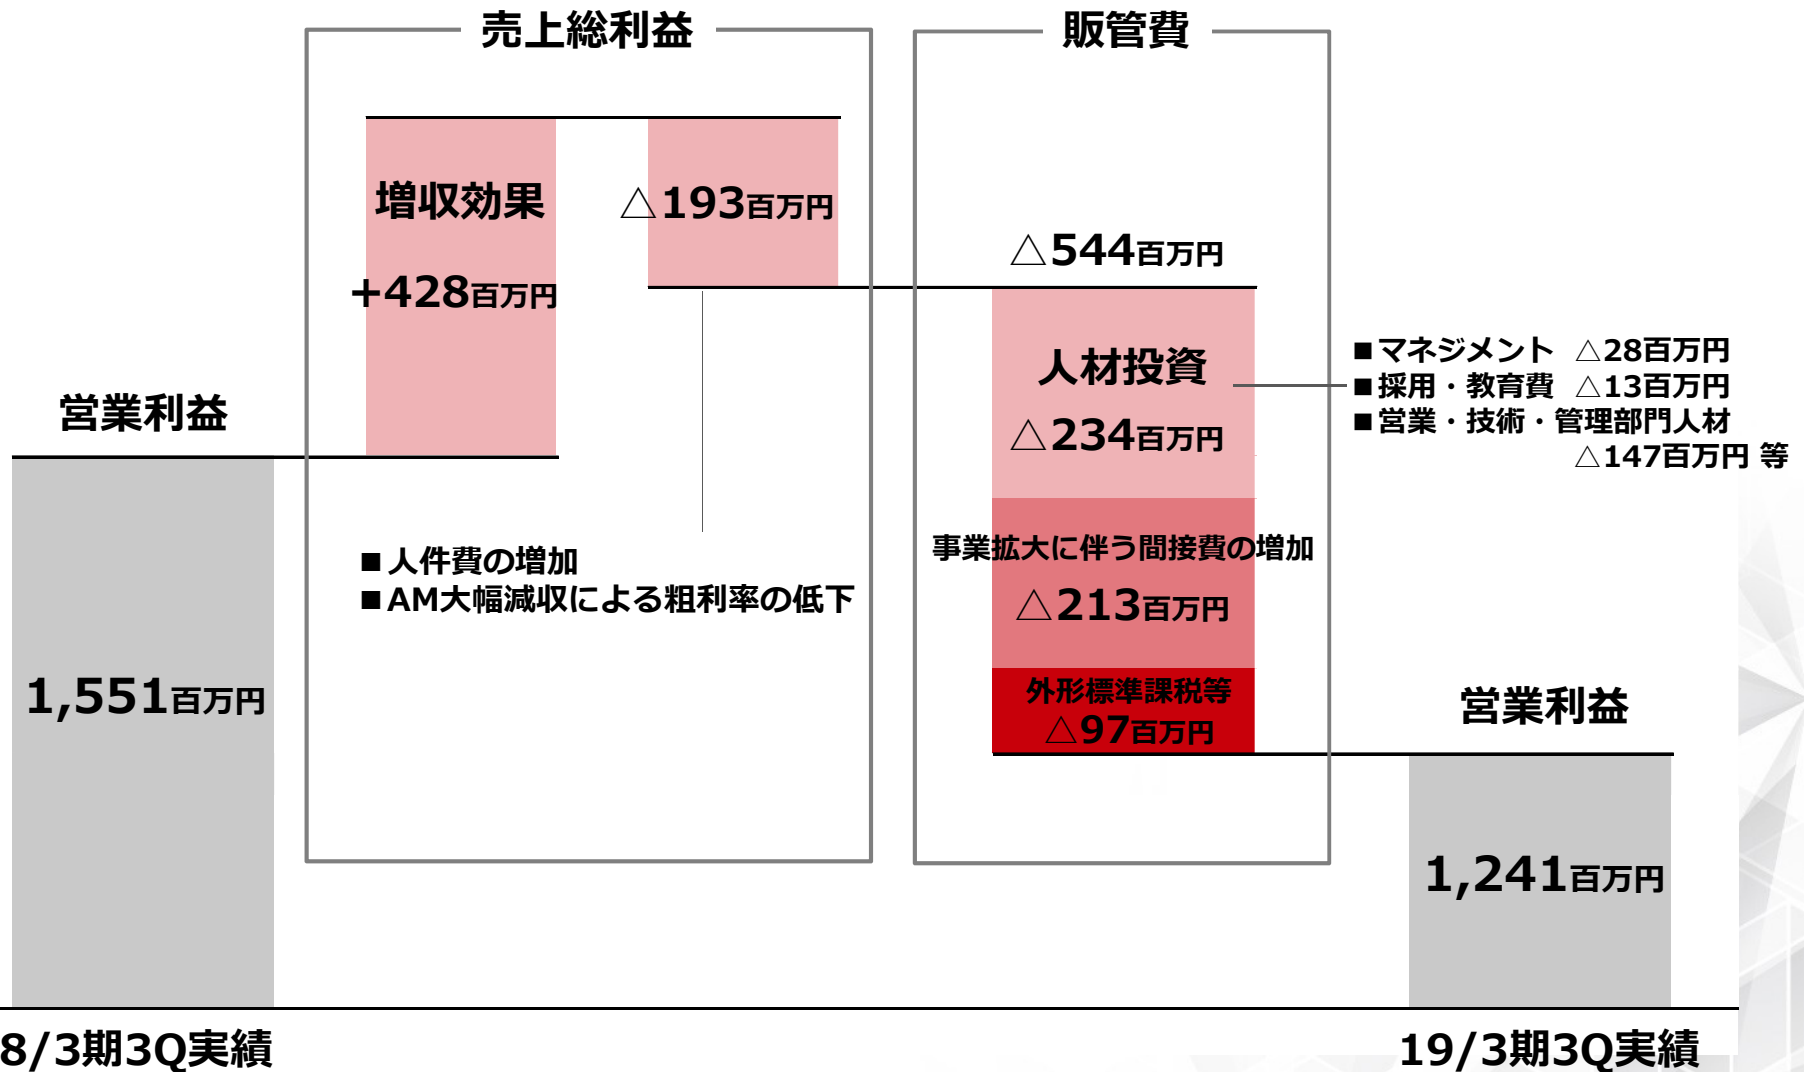 売上総利益
販管費
増収効果
+428百万円
△193百万円
△544百万円
人材投資
△234百万円
■マネジメント △28百万円
■採用・教育費 △13百万円
■営業・技術・管理部門人材
△147百万円 等
営業利益
■人件費の増加
■AM大幅減収による粗利率の低下
事業拡大に伴う間接費の増加
△213百万円
外形標準課税等
△97百万円
1,551百万円
営業利益
1,241百万円
8/3期3Q実績
19/3期3Q実績